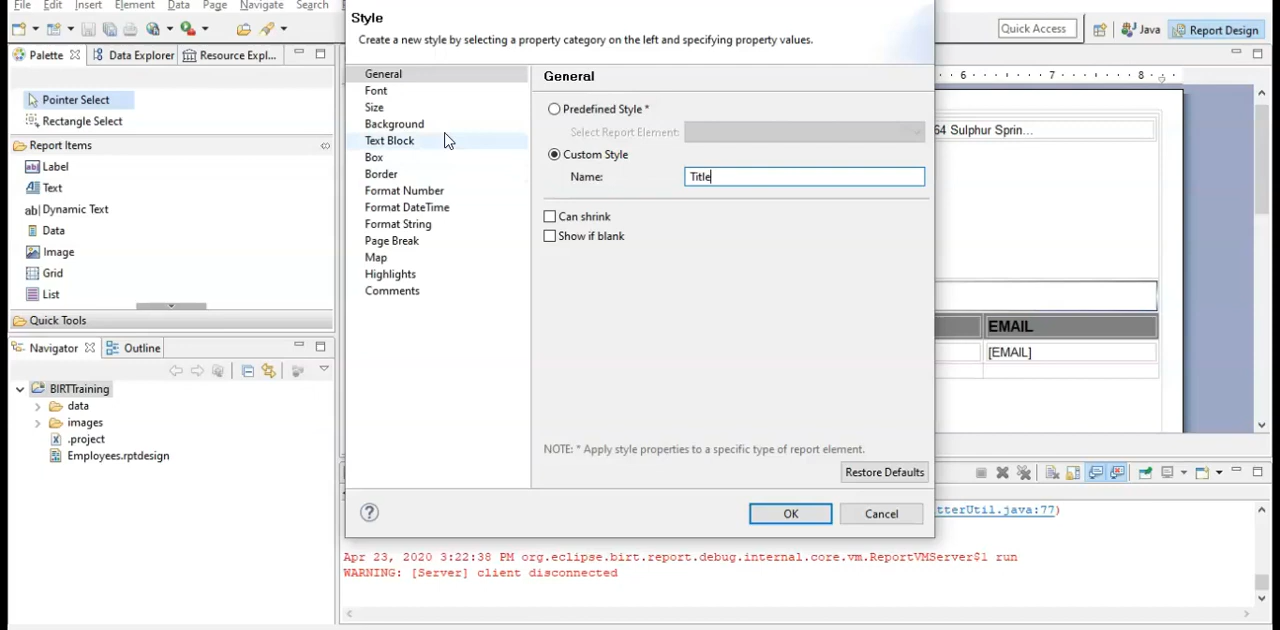 File Edit Insert Element Data Page Navigate Search
Style
Create a new style by selecting a property category on the left and specifying property values.
Quick Access
Java
Report Design
Palette
Data Explorer
Resource Expl...
Pointer Select
Rectangle Select
Report Items
Label
Text
Dynamic Text
Data
Image
Grid
List
Quick Tools
General
Font
Size
Background
Text Block
Box
Border
Format Number
Format DateTime
Format String
Page Break
Map
Highlights
Comments
General
Predefined Style *
Select Report Element:
Custom Style
Name: Title
Can shrink
Show if blank
NOTE: * Apply style properties to a specific type of report element.
Restore Defaults
OK
Cancel
6 7 8
64 Sulphur Sprin...
EMAIL
[EMAIL]
Navigator
Outline
BIRTTraining
data
images
.project
Employees.rptdesign
tterUtil.java:77)
Apr 23, 2020 3:22:38 PM org.eclipse.birt.report.debug.internal.core.vm.ReportVMServer$1 run
WARNING: [Server] client disconnected